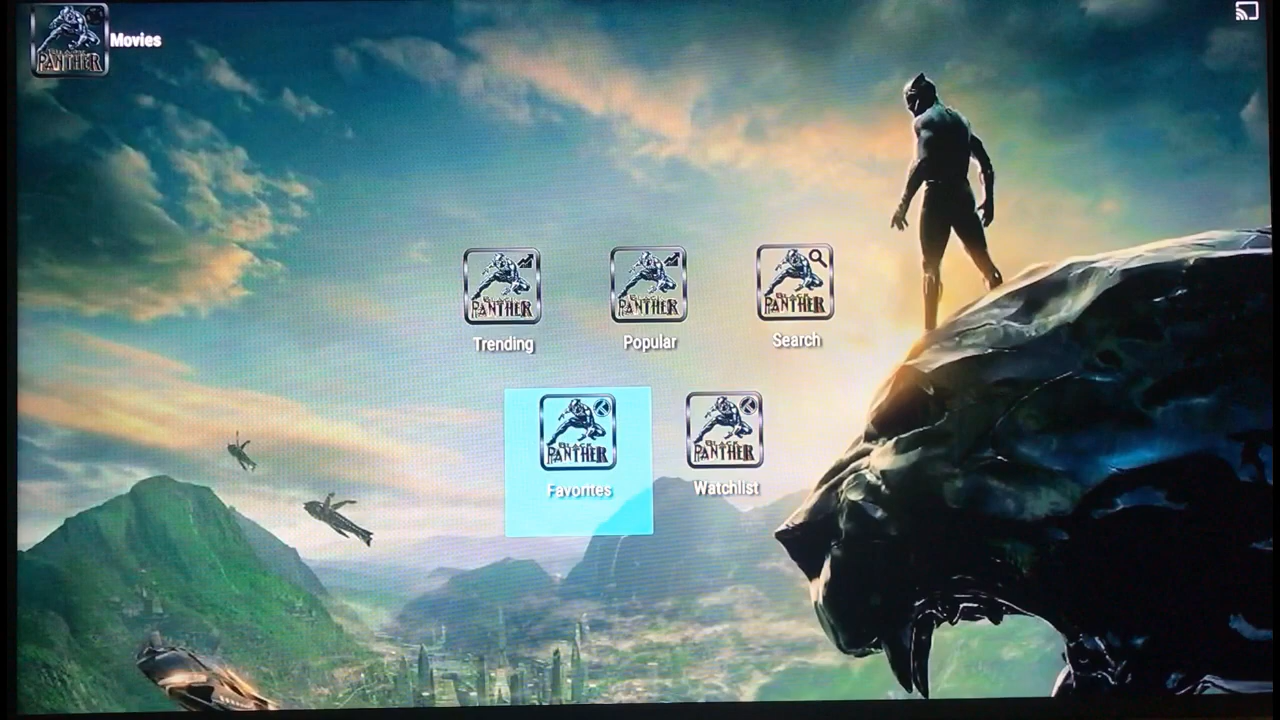 Movies
BLACK
PANTHER
BLACK
PANTHER
Trending
BLACK
PANTHER
Popular
BLACK
PANTHER
Search
BLACK
PANTHER
Favorites
BLACK
PANTHER
Watchlist